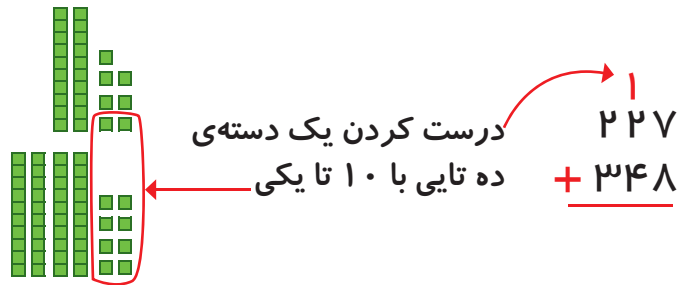 درست کردن یک دسته‌ی
ده تایی با ۱۰ تا یکی
۱
۲۲۷
+ ۳۴۸